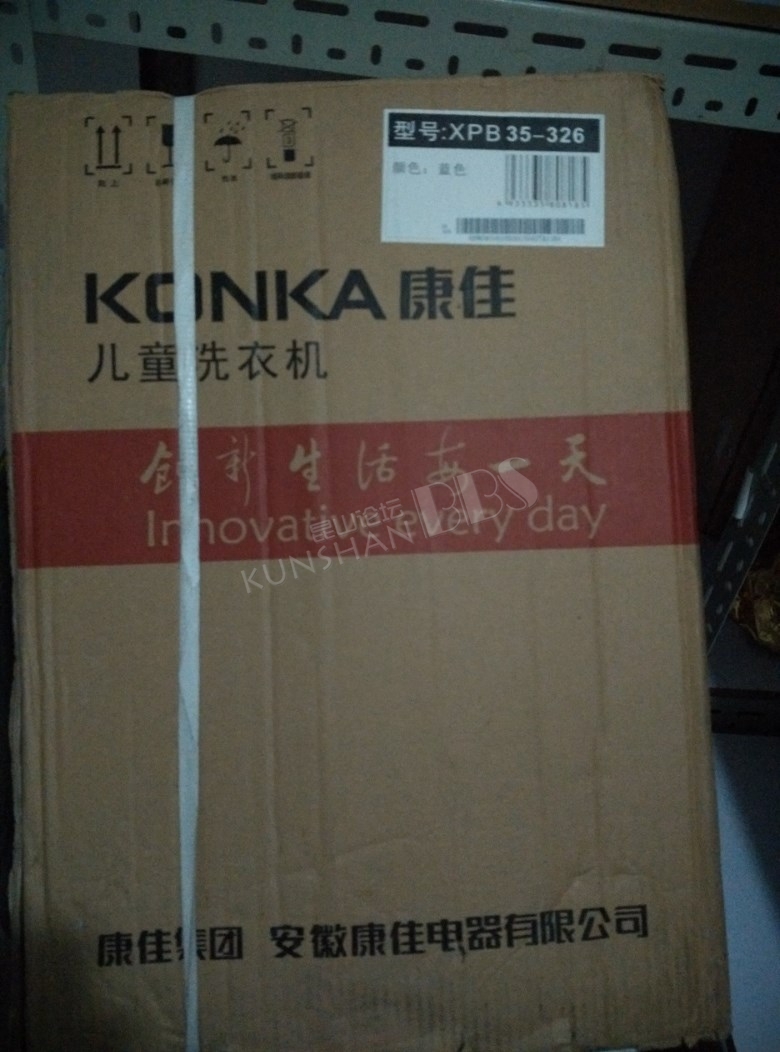 型号:XPB 35-326
颜色：蓝色
向上
KONKA 康佳
儿童洗衣机
创新生活每一天
Innovative every day
昆山论坛
KUNSHAN BBS
康佳集团 安徽康佳电器有限公司